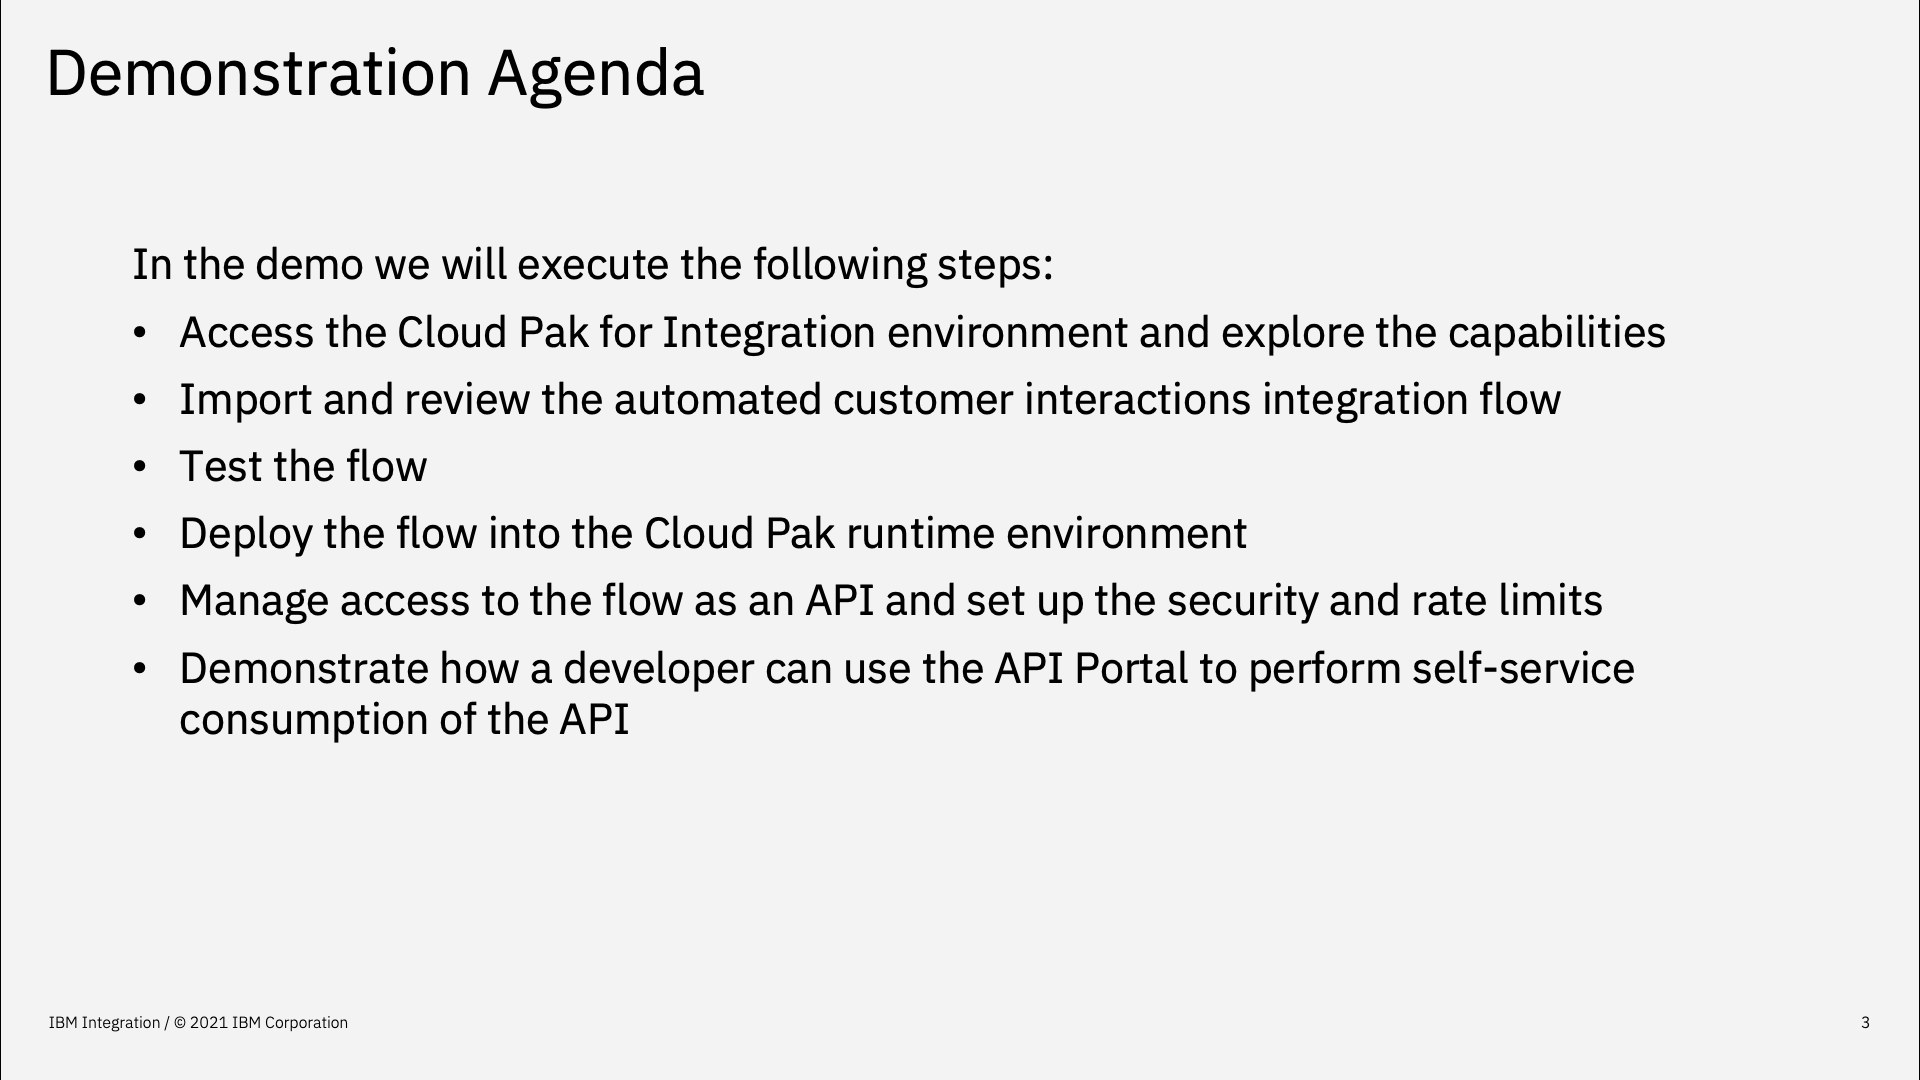 Demonstration Agenda
In the demo we will execute the following steps:
• Access the Cloud Pak for Integration environment and explore the capabilities
• Import and review the automated customer interactions integration flow
• Test the flow
• Deploy the flow into the Cloud Pak runtime environment
• Manage access to the flow as an API and set up the security and rate limits
• Demonstrate how a developer can use the API Portal to perform self-service
consumption of the API
IBM Integration / © 2021 IBM Corporation
3